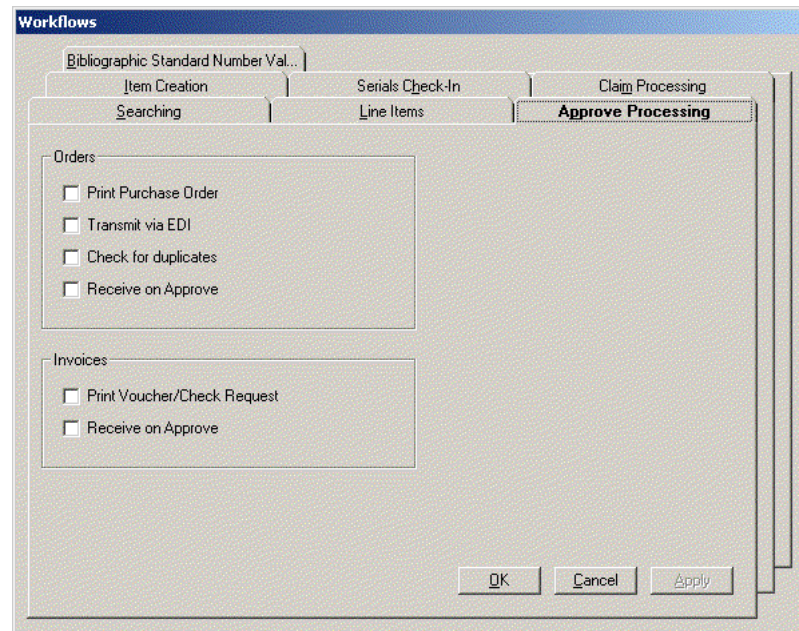 Workflows
Bibliographic Standard Number Val...
Item Creation Serials Check-In Claim Processing
Searching Line Items Approve Processing
Orders
Print Purchase Order
Transmit via EDI
Check for duplicates
Receive on Approve
Invoices
Print Voucher/Check Request
Receive on Approve
OK Cancel Apply